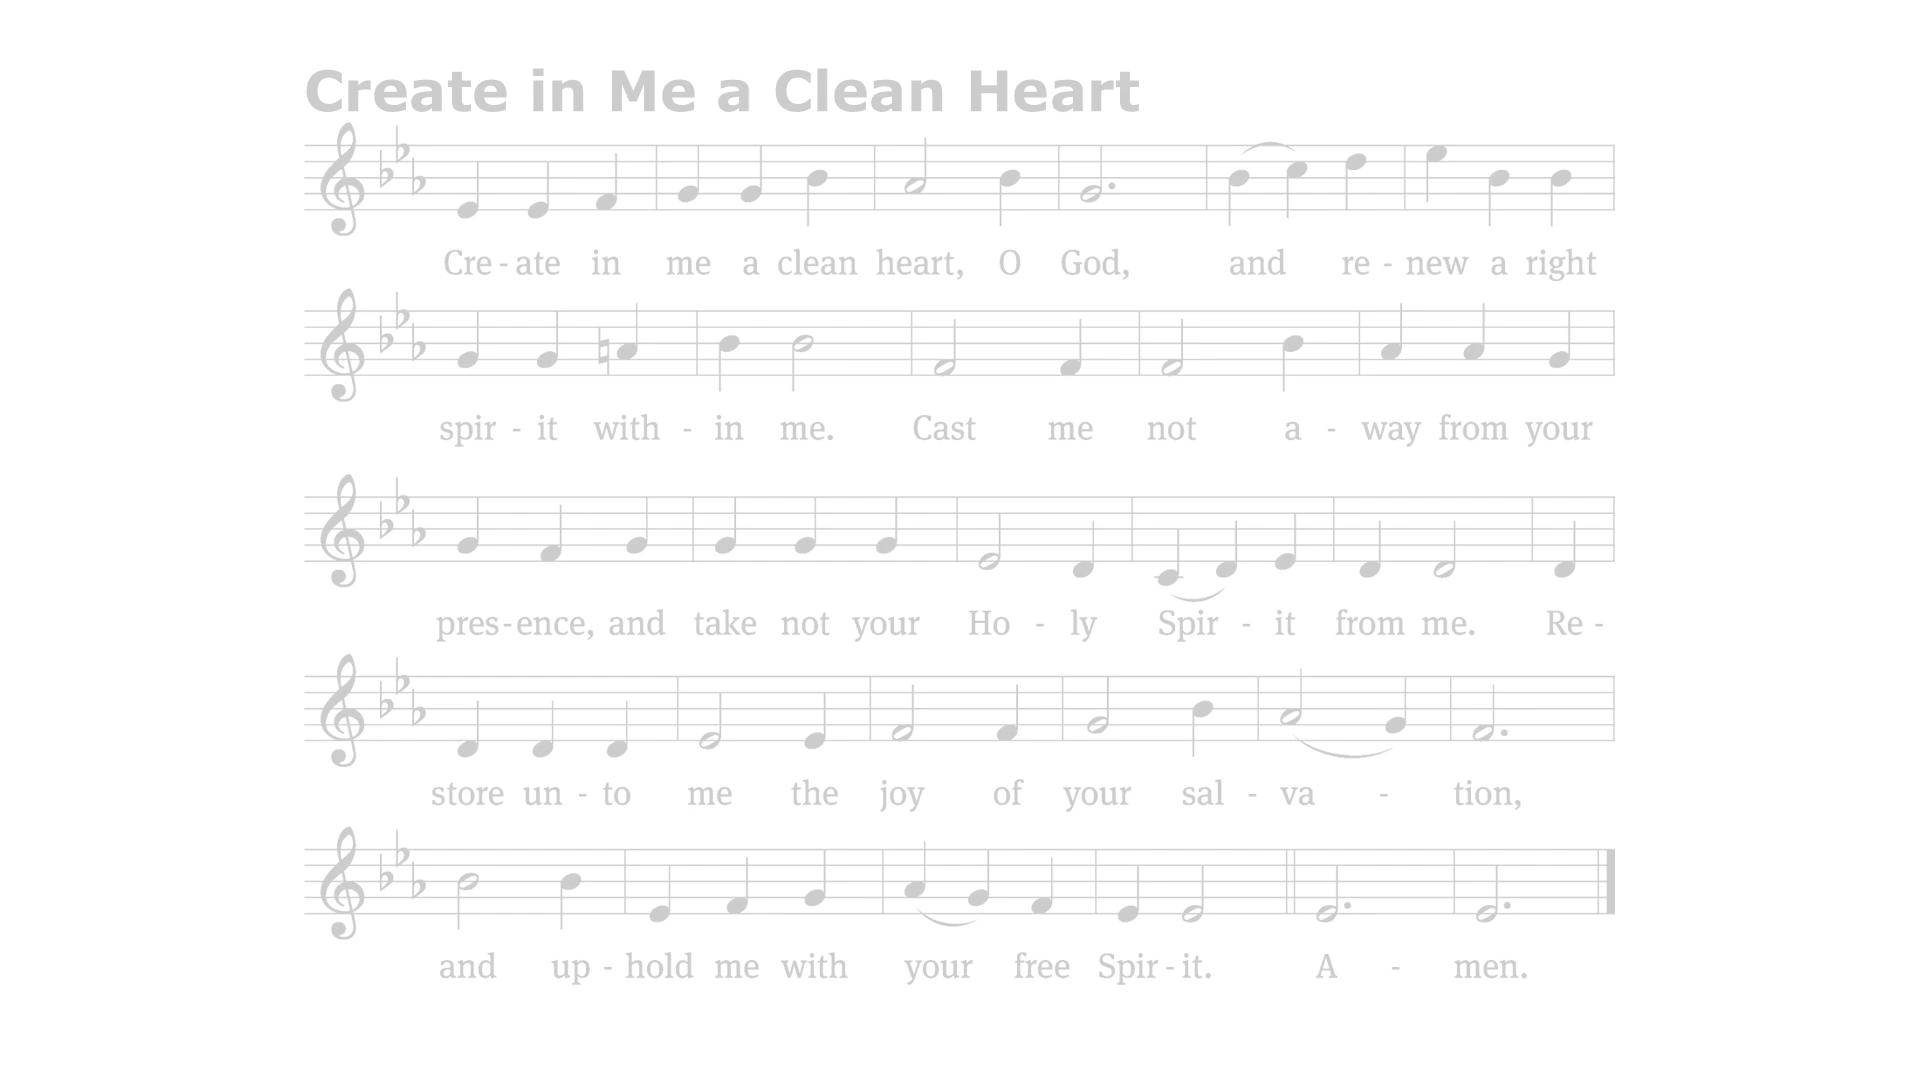 Create in Me a Clean Heart
Cre - ate in me a clean heart, O God, and re - new a right
spir - it with - in me. Cast me not a - way from your
pres - ence, and take not your Ho - ly Spir - it from me. Re -
store un - to me the joy of your sal - va - tion,
and up - hold me with your free Spir - it. A - men.